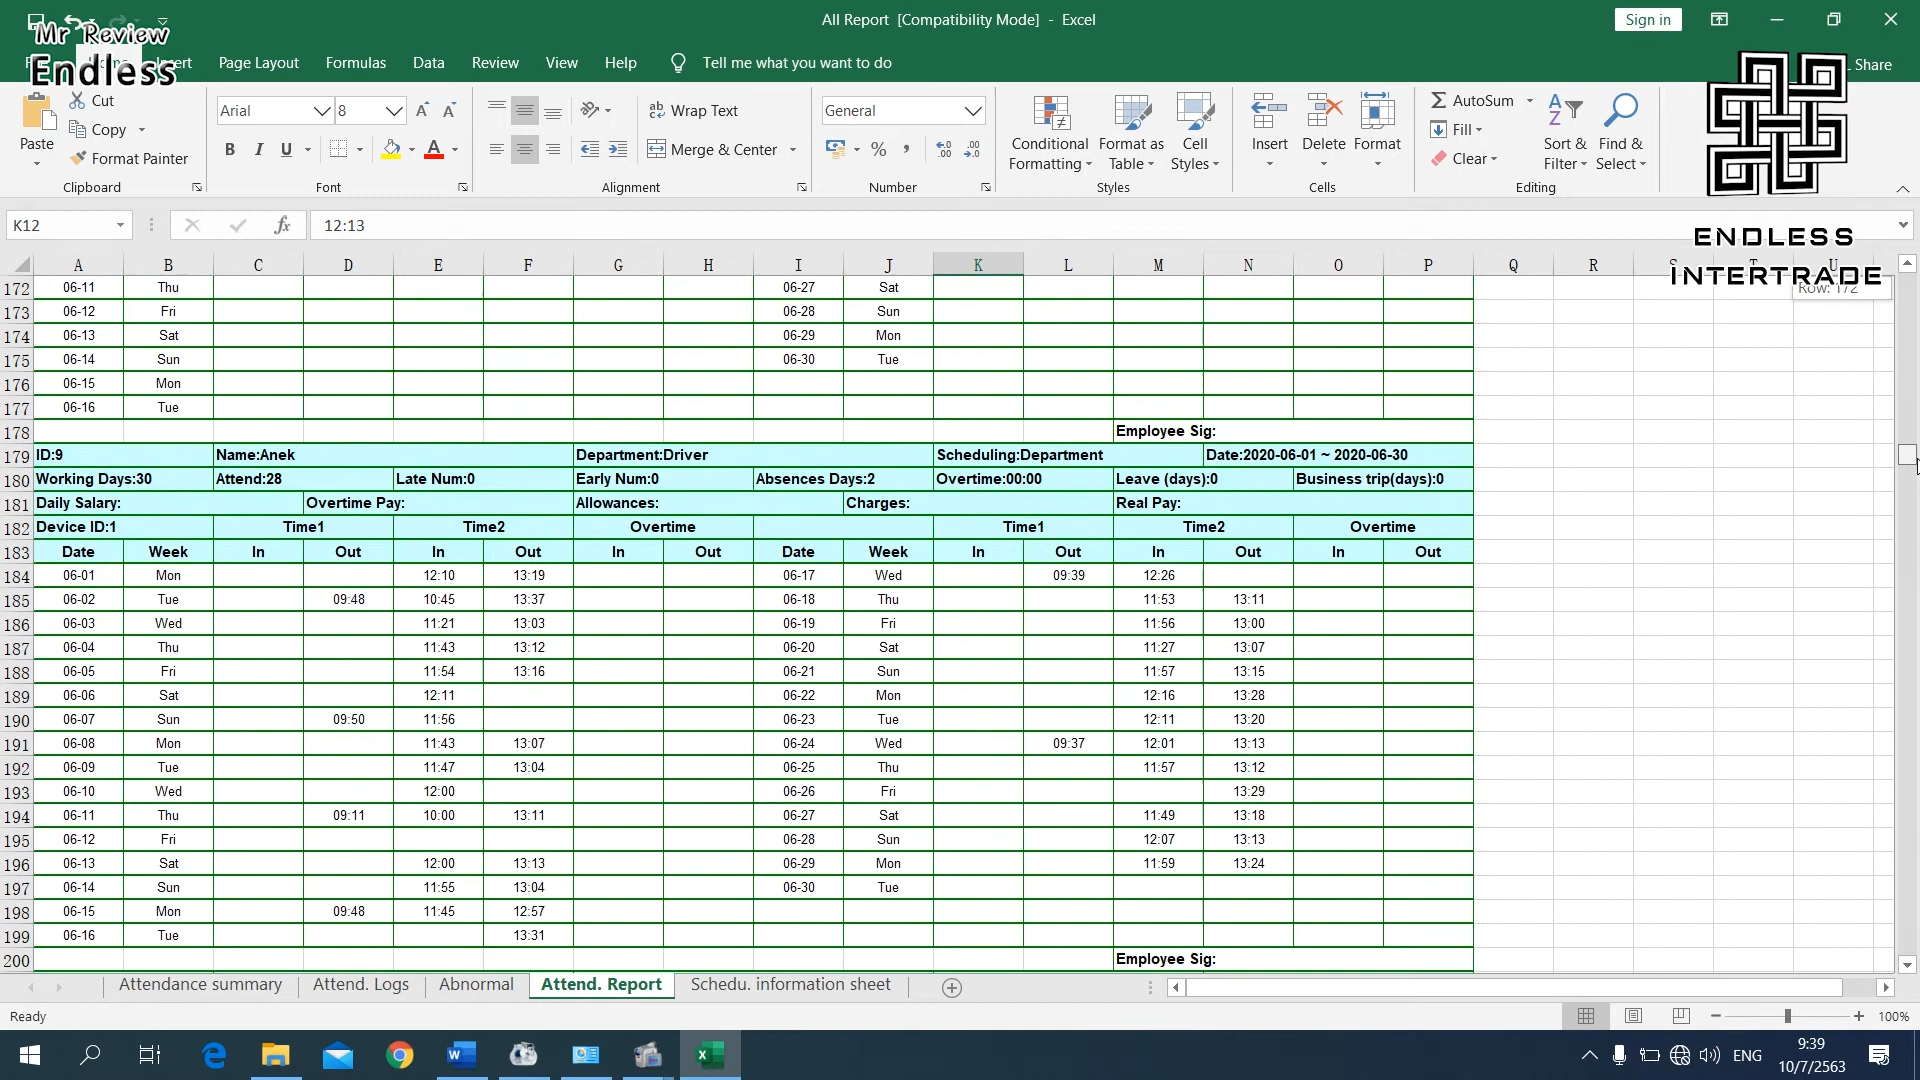 All Report  [Compatibility Mode]  -  Excel
Sign in
Mr Review
Endless
Page Layout
Formulas
Data
Review
View
Help
Tell me what you want to do
Share
Paste
Cut
Copy
Format Painter
Clipboard
Arial
8
B I U
Font
Wrap Text
Merge & Center
Alignment
General
%
Number
Conditional Formatting
Format as Table
Cell Styles
Styles
Insert
Delete
Format
Cells
AutoSum
Fill
Clear
Sort & Filter
Find & Select
Editing
ENDLESS
INTERTRADE
K12
fx
12:13
A B C D E F G H I J K L M N O P Q R S T U
Row: 172
172 06-11 Thu 06-27 Sat
173 06-12 Fri 06-28 Sun
174 06-13 Sat 06-29 Mon
175 06-14 Sun 06-30 Tue
176 06-15 Mon
177 06-16 Tue
178 Employee Sig:
179 ID:9 Name:Anek Department:Driver Scheduling:Department Date:2020-06-01 ~ 2020-06-30
180 Working Days:30 Attend:28 Late Num:0 Early Num:0 Absences Days:2 Overtime:00:00 Leave (days):0 Business trip(days):0
181 Daily Salary: Overtime Pay: Allowances: Charges: Real Pay:
182 Device ID:1 Time1 Time2 Overtime Time1 Time2 Overtime
183 Date Week In Out In Out In Out Date Week In Out In Out In Out
184 06-01 Mon 12:10 13:19 06-17 Wed 09:39 12:26
185 06-02 Tue 09:48 10:45 13:37 06-18 Thu 11:53 13:11
186 06-03 Wed 11:21 13:03 06-19 Fri 11:56 13:00
187 06-04 Thu 11:43 13:12 06-20 Sat 11:27 13:07
188 06-05 Fri 11:54 13:16 06-21 Sun 11:57 13:15
189 06-06 Sat 12:11 06-22 Mon 12:16 13:28
190 06-07 Sun 09:50 11:56 06-23 Tue 12:11 13:20
191 06-08 Mon 11:43 13:07 06-24 Wed 09:37 12:01 13:13
192 06-09 Tue 11:47 13:04 06-25 Thu 11:57 13:12
193 06-10 Wed 12:00 06-26 Fri 13:29
194 06-11 Thu 09:11 10:00 13:11 06-27 Sat 11:49 13:18
195 06-12 Fri 06-28 Sun 12:07 13:13
196 06-13 Sat 12:00 13:13 06-29 Mon 11:59 13:24
197 06-14 Sun 11:55 13:04 06-30 Tue
198 06-15 Mon 09:48 11:45 12:57
199 06-16 Tue 13:31
200 Employee Sig:
Attendance summary
Attend. Logs
Abnormal
Attend. Report
Schedu. information sheet
Ready
100%
ENG
9:39
10/7/2563